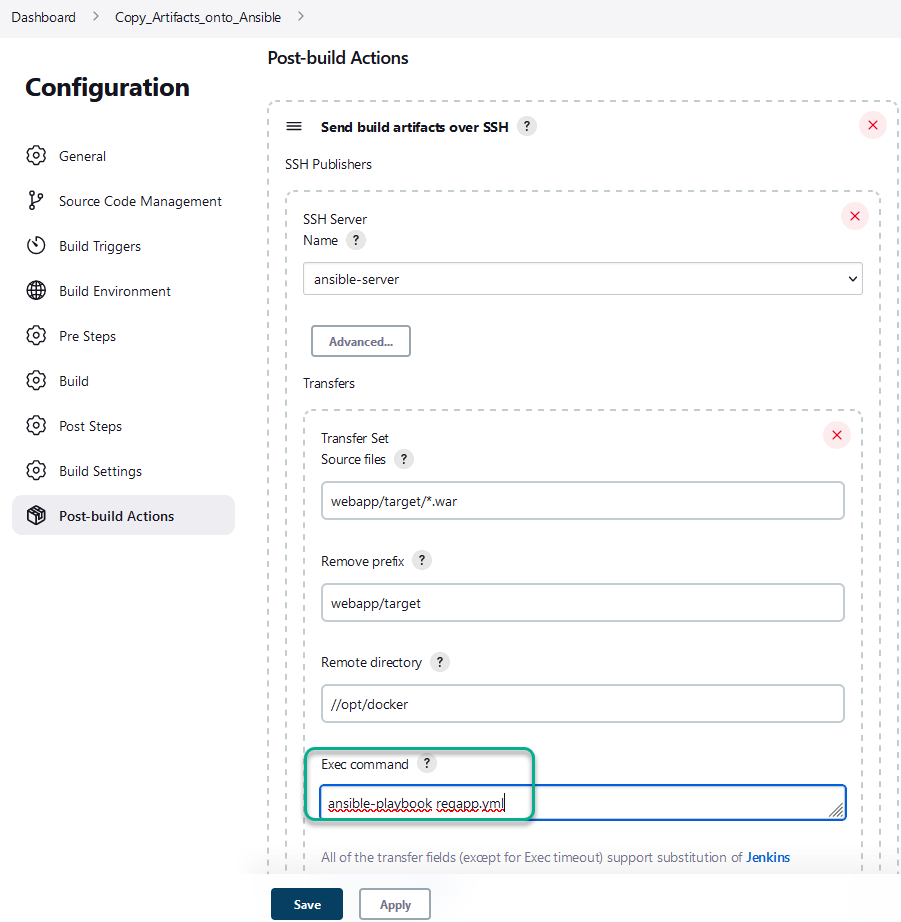 Dashboard > Copy_Artifacts_onto_Ansible >
Configuration
General
Source Code Management
Build Triggers
Build Environment
Pre Steps
Build
Post Steps
Build Settings
Post-build Actions
Post-build Actions
Send build artifacts over SSH ?
SSH Publishers
SSH Server
Name ?
ansible-server
Advanced...
Transfers
Transfer Set
Source files ?
webapp/target/*.war
Remove prefix ?
webapp/target
Remote directory ?
//opt/docker
Exec command ?
ansible-playbook regapp.yml
All of the transfer fields (except for Exec timeout) support substitution of Jenkins
Save
Apply